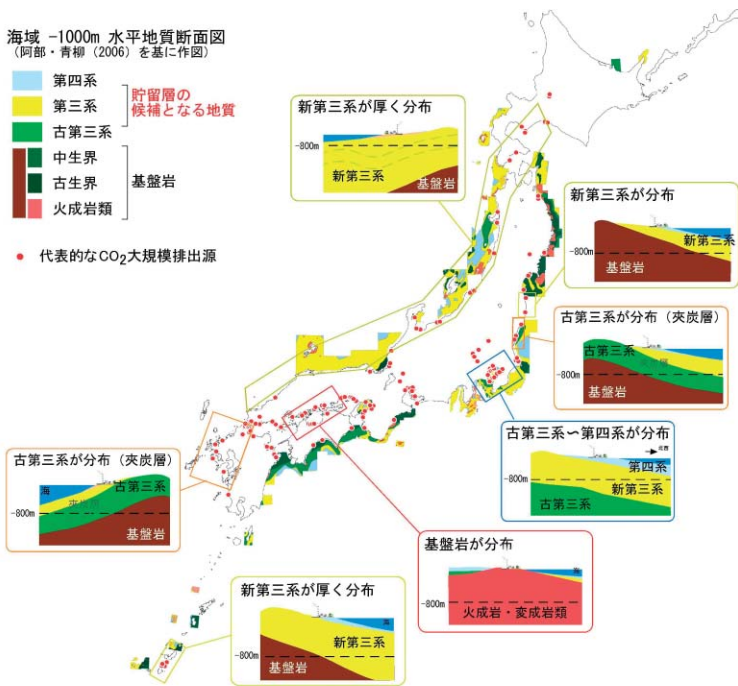 海域 -1000m 水平地質断面図
(阿部・青柳 (2006) を基に作図)
第四系
第三系
古第三系
貯留層の
候補となる地質
中生界
古生界
火成岩類
基盤岩
代表的なCO2大規模排出源
新第三系が厚く分布
-800m
新第三系
基盤岩
新第三系が分布
新第三系
-800m
基盤岩
古第三系が分布 (夾炭層)
古第三系
-800m
基盤岩
古第三系〜第四系が分布
第四系
-800m
新第三系
古第三系
古第三系が分布 (夾炭層)
海
古第三系
-800m
基盤岩
基盤岩が分布
-800m
火成岩・変成岩類
新第三系が厚く分布
海
新第三系
-800m
基盤岩